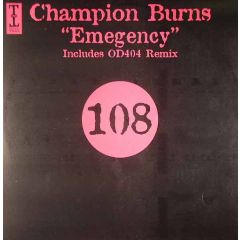 Champion Burns
"Emegency"
Includes OD404 Remix
108